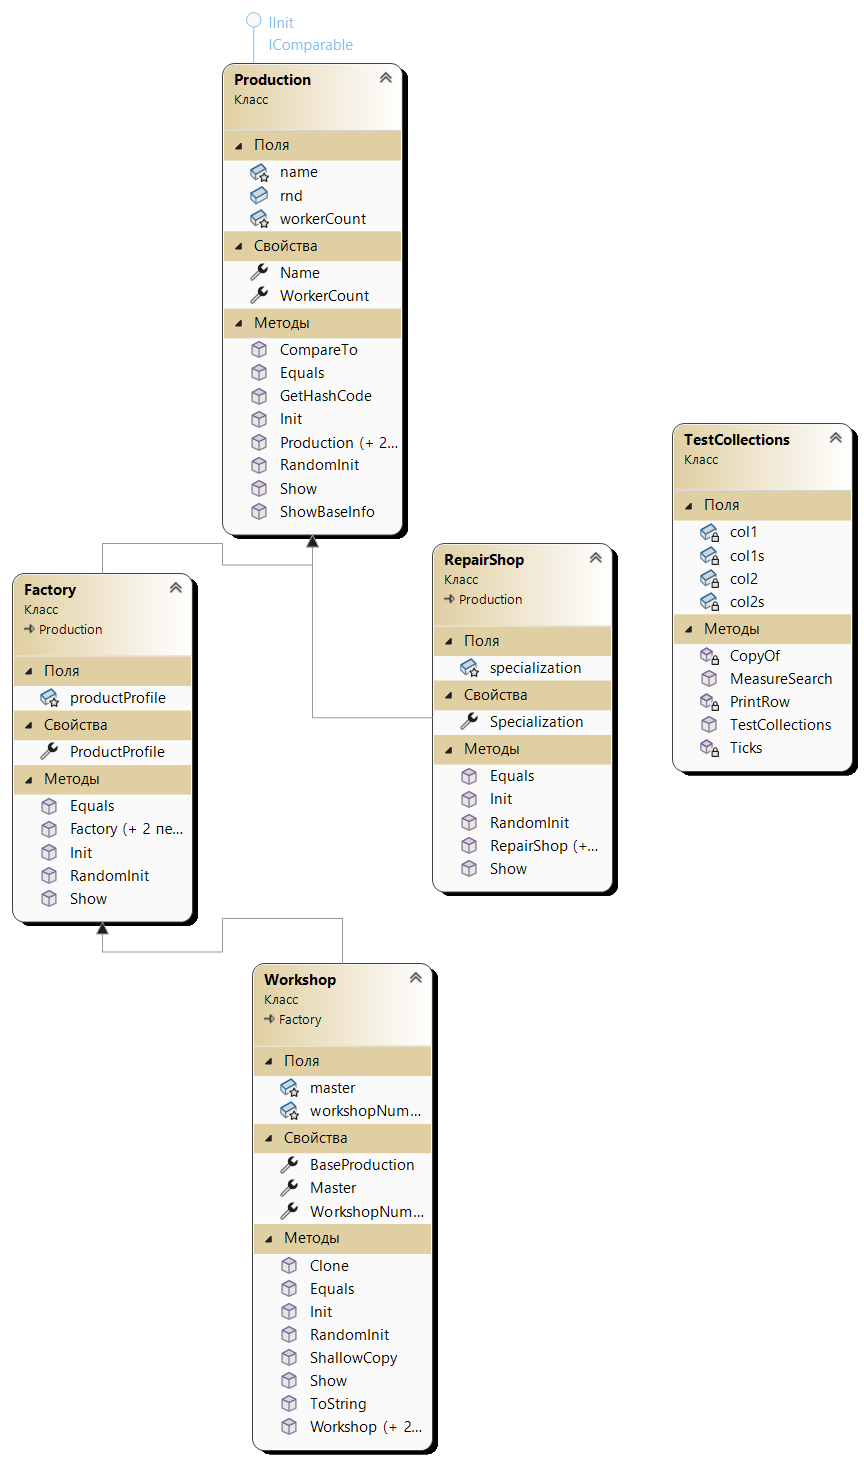 IInit
IComparable
Production
Класс
Поля
name
rnd
workerCount
Свойства
Name
WorkerCount
Методы
CompareTo
Equals
GetHashCode
Init
Production (+ 2...
RandomInit
Show
ShowBaseInfo
Factory
Класс
Production
Поля
productProfile
Свойства
ProductProfile
Методы
Equals
Factory (+ 2 пе...
Init
RandomInit
Show
RepairShop
Класс
Production
Поля
specialization
Свойства
Specialization
Методы
Equals
Init
RandomInit
RepairShop (+...
Show
TestCollections
Класс
Поля
col1
col1s
col2
col2s
Методы
CopyOf
MeasureSearch
PrintRow
TestCollections
Ticks
Workshop
Класс
Factory
Поля
master
workshopNum...
Свойства
BaseProduction
Master
WorkshopNum...
Методы
Clone
Equals
Init
RandomInit
ShallowCopy
Show
ToString
Workshop (+ 2...